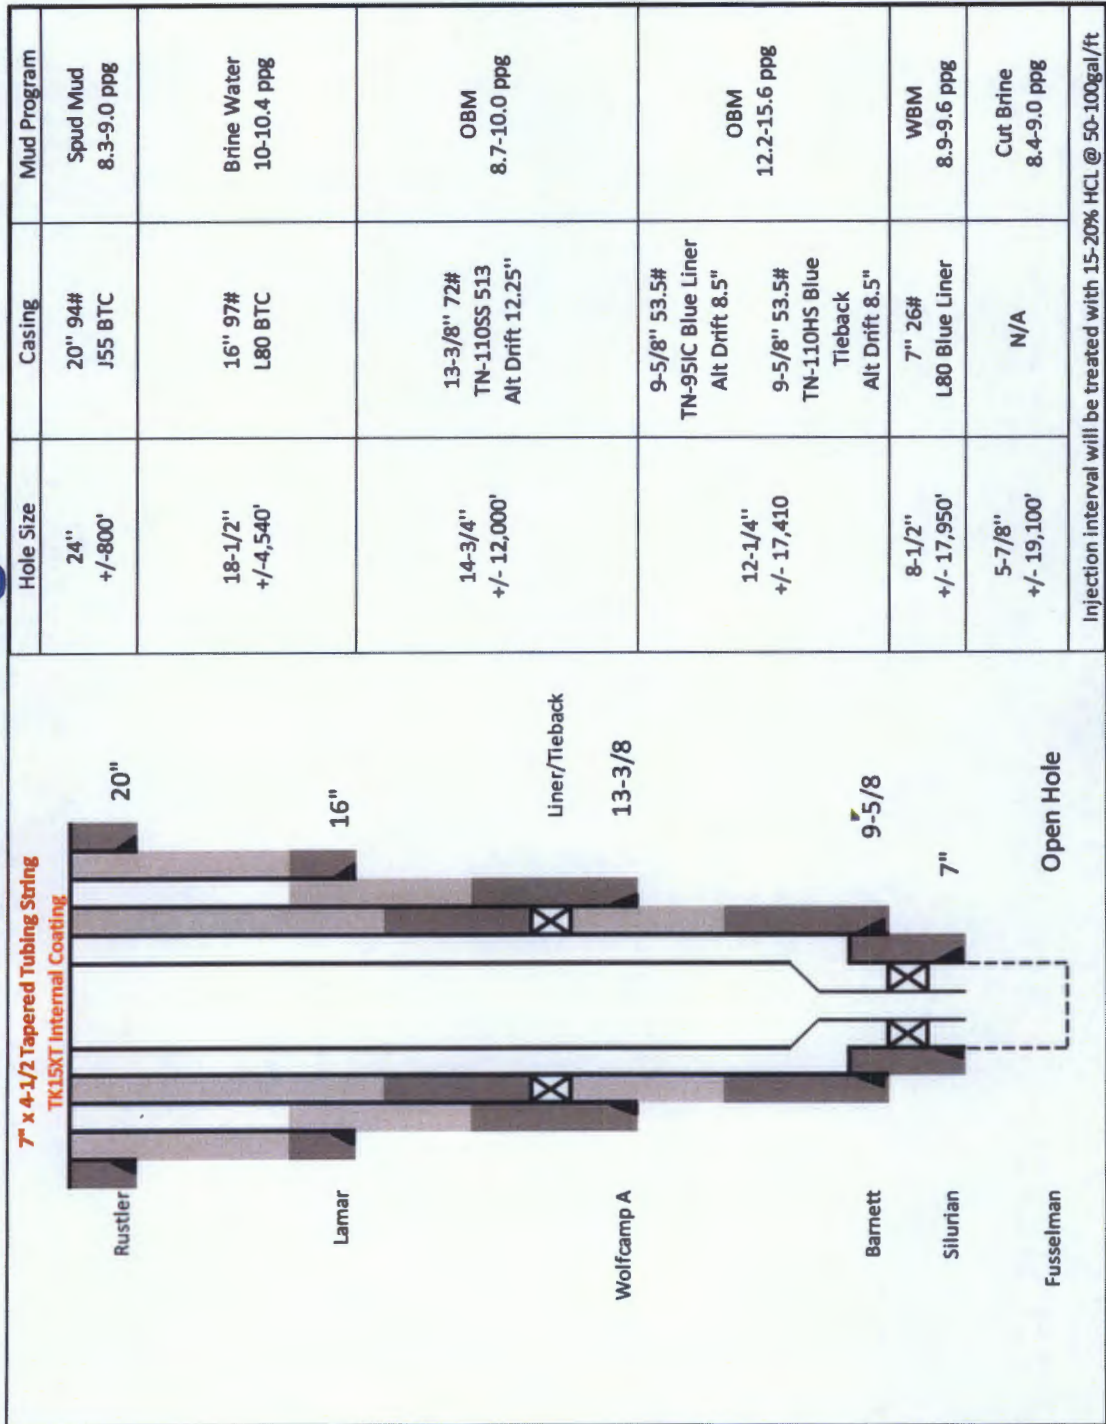 7" x 4-1/2 Tapered Tubing String
TK15XT Internal Coating
Rustler
20"
Lamar
16"
Liner/Tieback
Wolfcamp A
13-3/8
Barnett
9-5/8
Silurian
7"
Fusselman
Open Hole
Hole Size
Casing
Mud Program
24"
+/-800'
20" 94#
J55 BTC
Spud Mud
8.3-9.0 ppg
18-1/2"
+/-4,540'
16" 97#
L80 BTC
Brine Water
10-10.4 ppg
14-3/4"
+/- 12,000'
13-3/8" 72#
TN-110SS 513
Alt Drift 12.25"
OBM
8.7-10.0 ppg
12-1/4"
+/- 17,410
9-5/8" 53.5#
TN-95IC Blue Liner
Alt Drift 8.5"
9-5/8" 53.5#
TN-110HS Blue
Tieback
Alt Drift 8.5"
OBM
12.2-15.6 ppg
8-1/2"
+/- 17,950'
7" 26#
L80 Blue Liner
WBM
8.9-9.6 ppg
5-7/8"
+/- 19,100'
N/A
Cut Brine
8.4-9.0 ppg
Injection interval will be treated with 15-20% HCL @ 50-100gal/ft